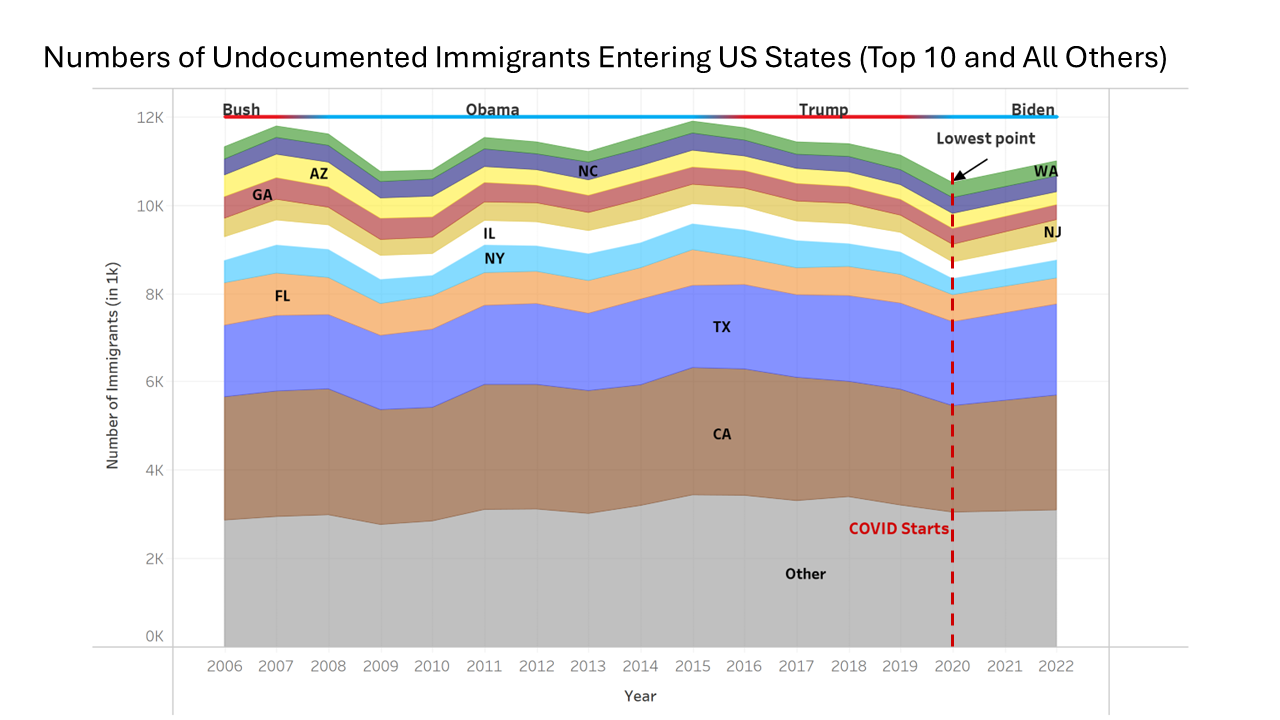 Numbers of Undocumented Immigrants Entering US States (Top 10 and All Others)
Bush Obama Trump Biden
12K
Lowest point
AZ NC WA
GA
10K
IL NJ
NY
8K
FL
TX
6K
CA
4K
COVID Starts
2K
Other
0K
Number of Immigrants (in 1k)
2006 2007 2008 2009 2010 2011 2012 2013 2014 2015 2016 2017 2018 2019 2020 2021 2022
Year